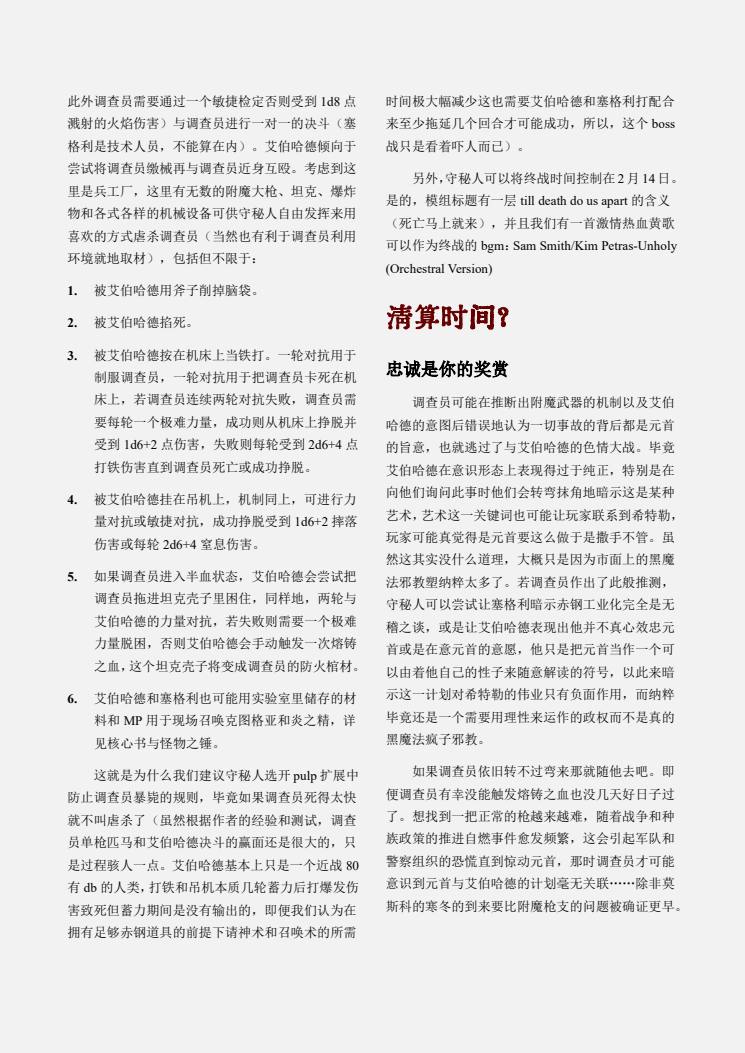 此外调查员需要通过一个敏捷检定否则受到 1d8 点
溅射的火焰伤害）与调查员进行一对一的决斗（塞
格利是技术人员，不能算在内）。艾伯哈德倾向于
尝试将调查员缴械再与调查员近身互殴。考虑到这
里是兵工厂，这里有无数的附魔大枪、坦克、爆炸
物和各式各样的机械设备可供守秘人自由发挥来用
喜欢的方式虐杀调查员（当然也有利于调查员利用
环境就地取材），包括但不限于：
1. 被艾伯哈德用斧子削掉脑袋。
2. 被艾伯哈德掐死。
3. 被艾伯哈德按在机床上当铁打。一轮对抗用于
制服调查员，一轮对抗用于把调查员卡死在机
床上，若调查员连续两轮对抗失败，调查员需
要每轮一个极难力量，成功则从机床上挣脱并
受到 1d6+2 点伤害，失败则每轮受到 2d6+4 点
打铁伤害直到调查员死亡或成功挣脱。
4. 被艾伯哈德挂在吊机上，机制同上，可进行力
量对抗或敏捷对抗，成功挣脱受到 1d6+2 摔落
伤害或每轮 2d6+4 窒息伤害。
5. 如果调查员进入半血状态，艾伯哈德会尝试把
调查员拖进坦克壳子里困住，同样地，两轮与
艾伯哈德的力量对抗，若失败则需要一个极难
力量脱困，否则艾伯哈德会手动触发一次熔铸
之血，这个坦克壳子将变成调查员的防火棺材。
6. 艾伯哈德和塞格利也可能用实验室里储存的材
料和 MP 用于现场召唤克图格亚和炎之精，详
见核心书与怪物之锤。
这就是为什么我们建议守秘人选开 pulp 扩展中
防止调查员暴毙的规则，毕竟如果调查员死得太快
就不叫虐杀了（虽然根据作者的经验和测试，调查
员单枪匹马和艾伯哈德决斗的赢面还是很大的，只
是过程骇人一点。艾伯哈德基本上只是一个近战 80
有 db 的人类，打铁和吊机本质几轮蓄力后打爆发伤
害致死但蓄力期间是没有输出的，即便我们认为在
拥有足够赤钢道具的前提下请神术和召唤术的所需
时间极大幅减少这也需要艾伯哈德和塞格利打配合
来至少拖延几个回合才可能成功，所以，这个 boss
战只是看着吓人而已）。
另外，守秘人可以将终战时间控制在 2 月 14 日。
是的，模组标题有一层 till death do us apart 的含义
（死亡马上就来），并且我们有一首激情热血黄歌
可以作为终战的 bgm：Sam Smith/Kim Petras-Unholy
(Orchestral Version)
清算时间？
忠诚是你的奖赏
调查员可能在推断出附魔武器的机制以及艾伯
哈德的意图后错误地认为一切事故的背后都是元首
的旨意，也就逃过了与艾伯哈德的色情大战。毕竟
艾伯哈德在意识形态上表现得过于纯正，特别是在
向他们询问此事时他们会转弯抹角地暗示这是某种
艺术，艺术这一关键词也可能让玩家联系到希特勒，
玩家可能真觉得是元首要这么做于是撒手不管。虽
然这其实没什么道理，大概只是因为市面上的黑魔
法邪教塑纳粹太多了。若调查员作出了此般推测，
守秘人可以尝试让塞格利暗示赤钢工业化完全是无
稽之谈，或是让艾伯哈德表现出他并不真心效忠元
首或是在意元首的意愿，他只是把元首当作一个可
以由着他自己的性子来随意解读的符号，以此来暗
示这一计划对希特勒的伟业只有负面作用，而纳粹
毕竟还是一个需要用理性来运作的政权而不是真的
黑魔法疯子邪教。
如果调查员依旧转不过弯来那就随他去吧。即
便调查员有幸没能触发熔铸之血也没几天好日子过
了。想找到一把正常的枪越来越难，随着战争和种
族政策的推进自燃事件愈发频繁，这会引起军队和
警察组织的恐慌直到惊动元首，那时调查员才可能
意识到元首与艾伯哈德的计划毫无关联……除非莫
斯科的寒冬的到来要比附魔枪支的问题被确证更早。